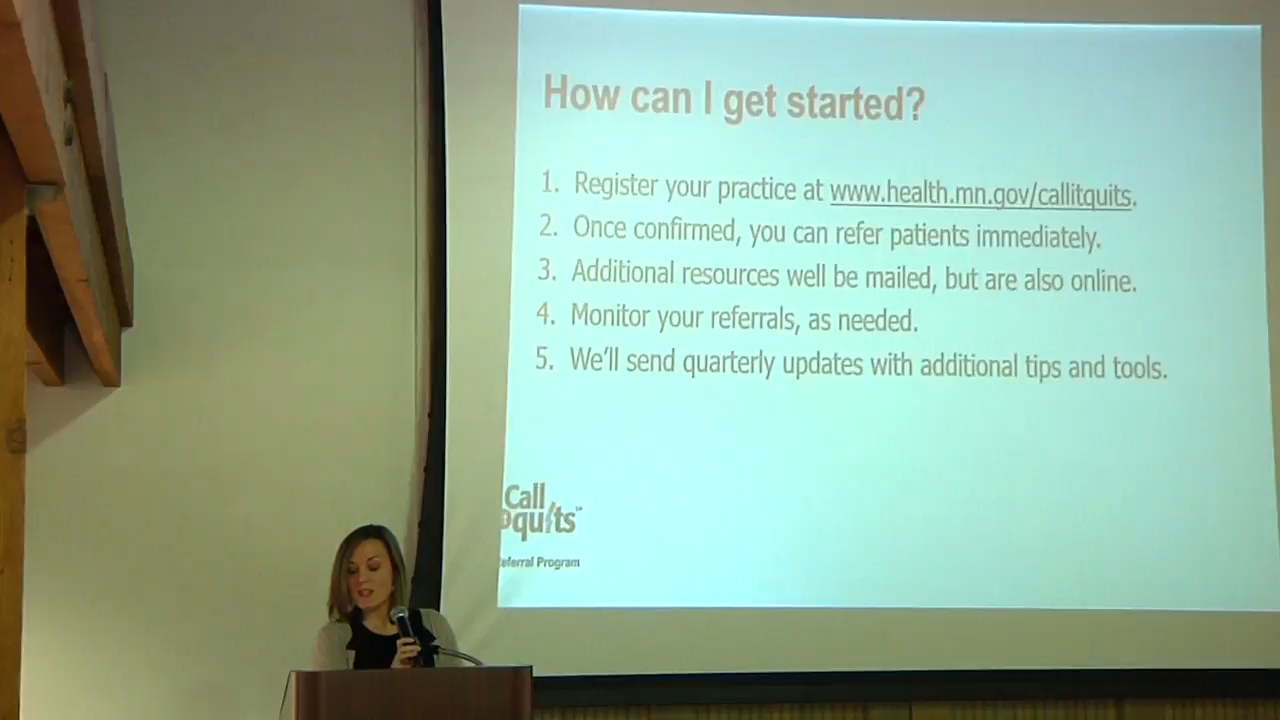 How can I get started?
1. Register your practice at www.health.mn.gov/callitquits.
2. Once confirmed, you can refer patients immediately.
3. Additional resources well be mailed, but are also online.
4. Monitor your referrals, as needed.
5. We'll send quarterly updates with additional tips and tools.
Call
quits
eferral Program